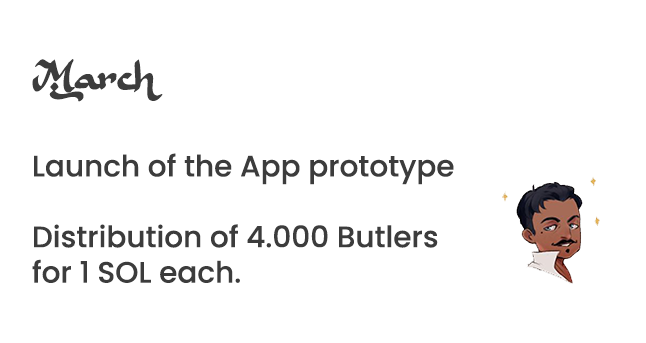 March
Launch of the App prototype
Distribution of 4.000 Butlers
for 1 SOL each.